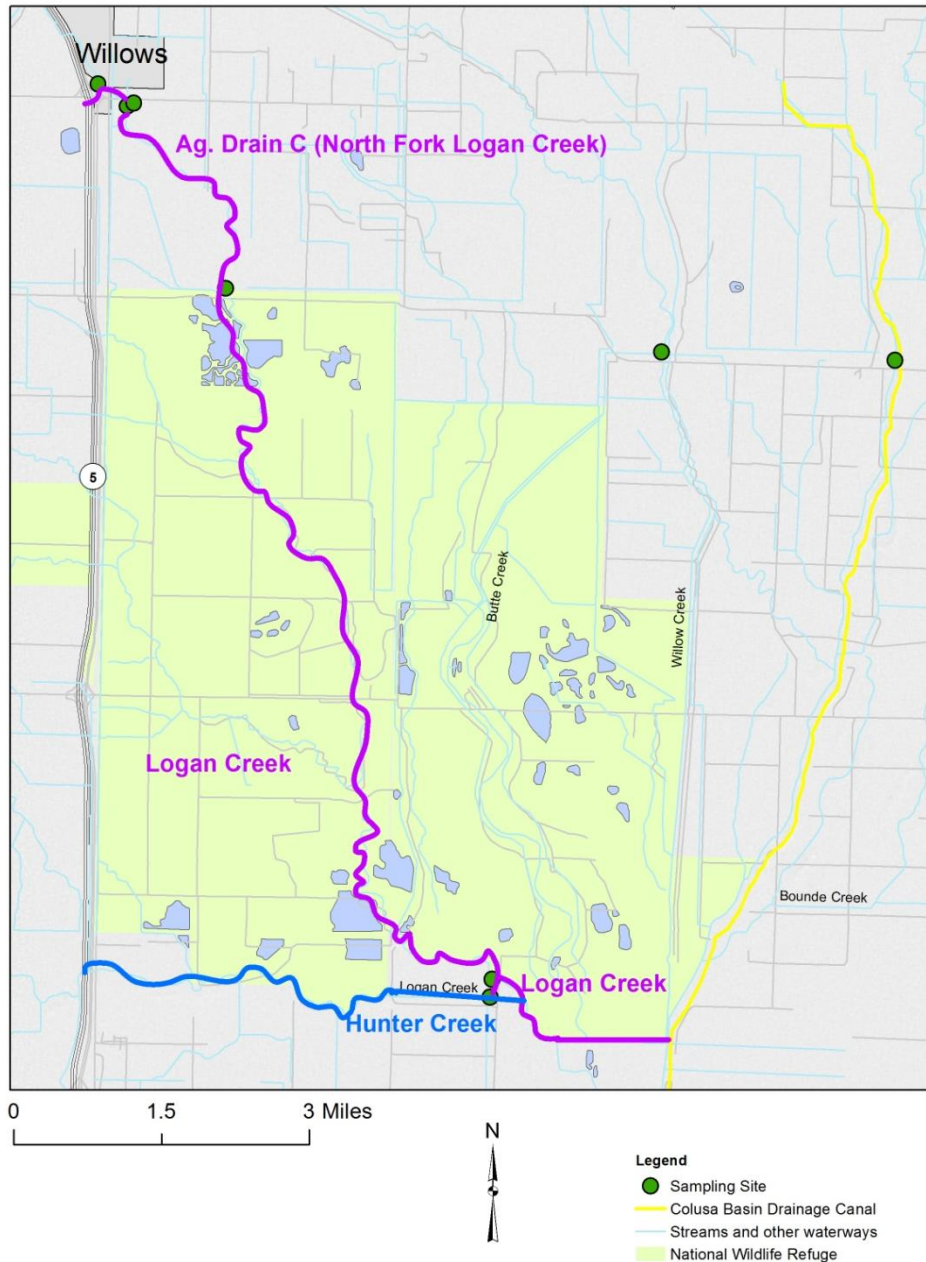 Willows
Ag. Drain C (North Fork Logan Creek)
5
Butte Creek
Willow Creek
Logan Creek
Bounde Creek
Logan Creek
Logan Creek
Hunter Creek
0 1.5 3 Miles
N
Legend
Sampling Site
Colusa Basin Drainage Canal
Streams and other waterways
National Wildlife Refuge